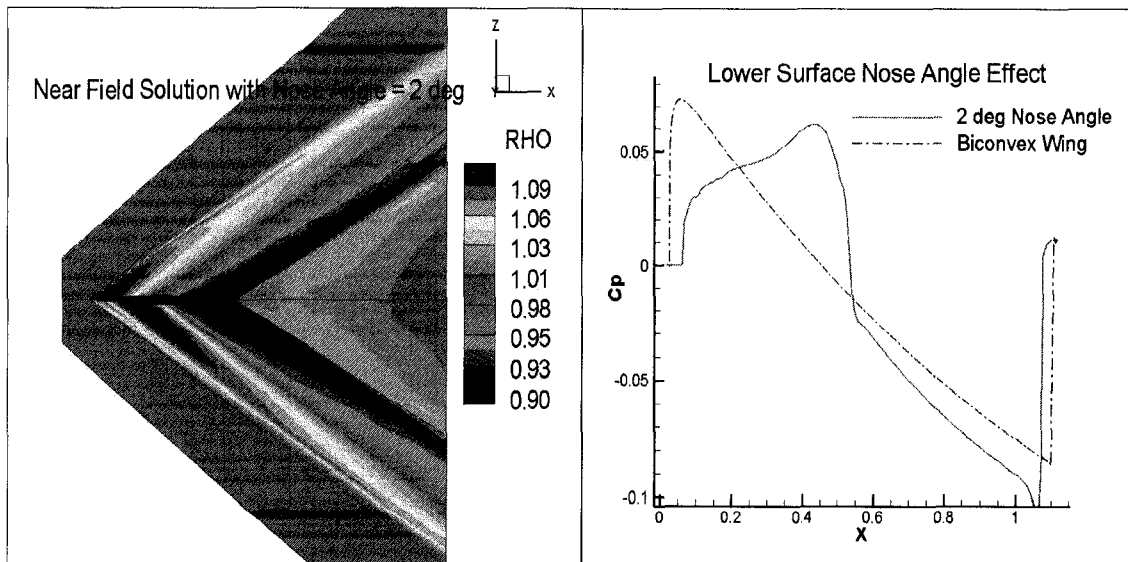 Near Field Solution with Nose Angle = 2 deg
Z
Y
X
RHO
1.09
1.06
1.03
1.01
0.98
0.95
0.93
0.90
Lower Surface Nose Angle Effect
2 deg Nose Angle
Biconvex Wing
Cp
0.05
0
-0.05
-0.1
0
0.2
0.4
0.6
0.8
1
X